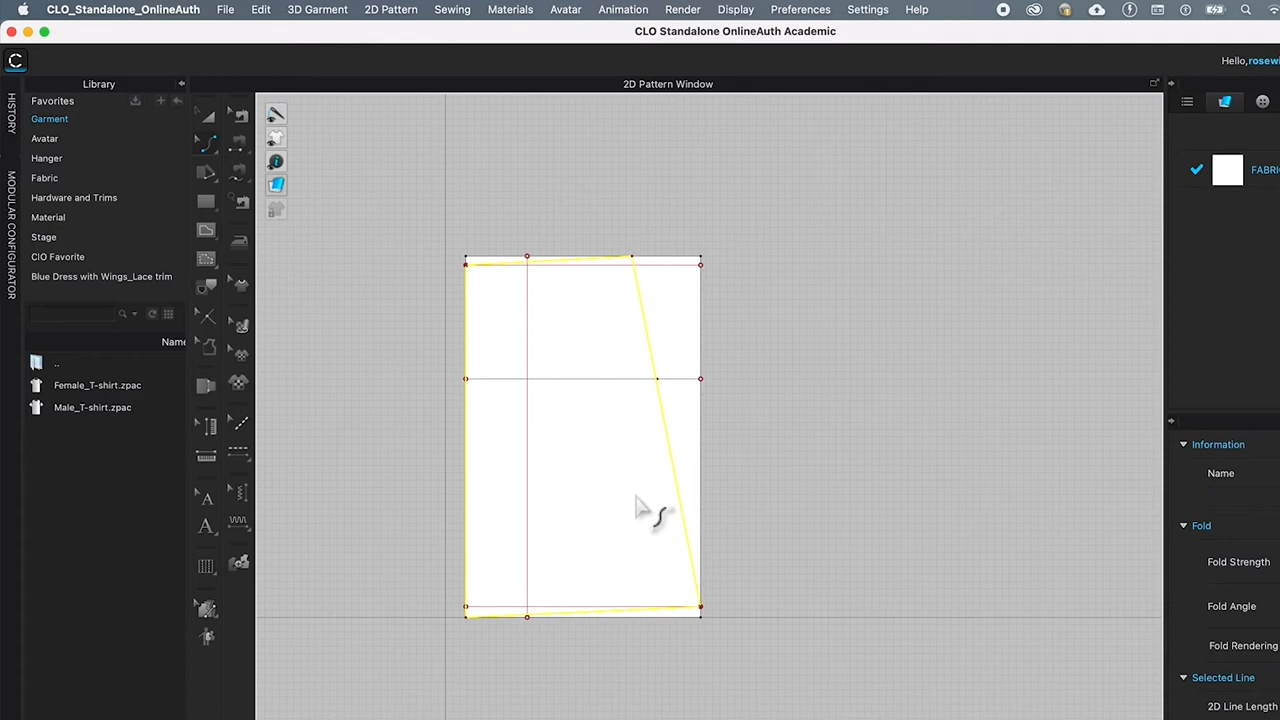 CLO_Standalone_OnlineAuth File Edit 3D Garment 2D Pattern Sewing Materials Avatar Animation Render Display Preferences Settings Help
CLO Standalone OnlineAuth Academic
Hello, rosewi
Library
2D Pattern Window
HISTORY
MODULAR CONFIGURATOR
Favorites
Garment
Avatar
Hanger
Fabric
Hardware and Trims
Material
Stage
ClO Favorite
Blue Dress with Wings_Lace trim
Name
..
Female_T-shirt.zpac
Male_T-shirt.zpac
FABRI
Information
Name
Fold
Fold Strength
Fold Angle
Fold Rendering
Selected Line
2D Line Length